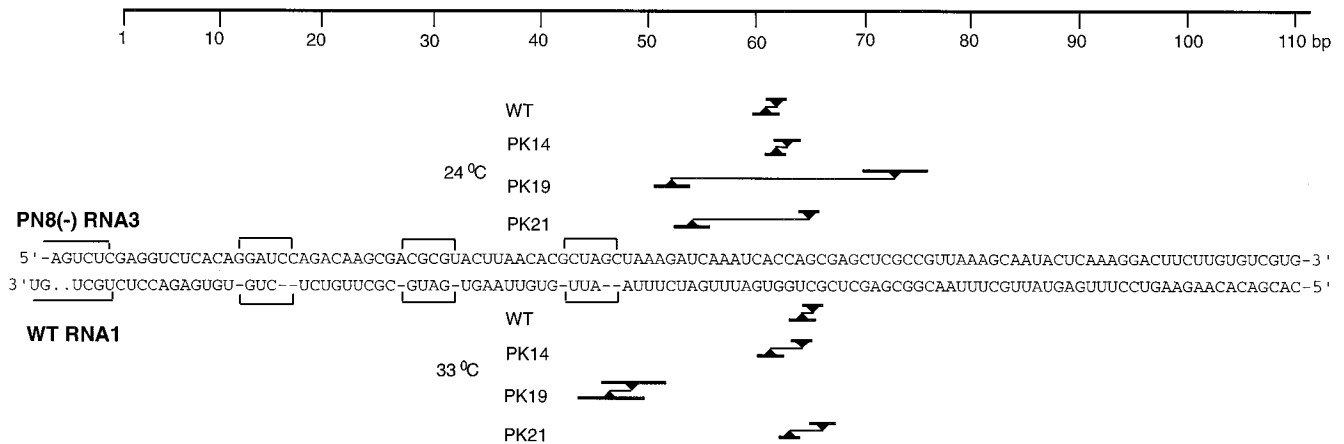 1 10 20 30 40 50 60 70 80 90 100 110 bp
WT
PK14
24 ⁰C
PK19
PK21
PN8(-) RNA3
5'-AGUCUCGAGGUCUCACAGGAUCCAGACAAGCGACGCGUACUUAACACGCUAGCUAAAGAUCAAAUCACCAGCGAGCUCGCCGUUAAAGCAAUACUCAAAGGACUUCUUGUGUCGUG-3'
3'UG..UCGUCUCCAGAGUGU-GUC--UCUGUUCGC-GUAG-UGAAUUGUG-UUA--AUUUCUAGUUUAGUGGUCGCUCGAGCGGCAAUUUCGUUAUGAGUUUCCUGAAGAACACAGCAC-5'
WT RNA1
WT
PK14
33 ⁰C
PK19
PK21